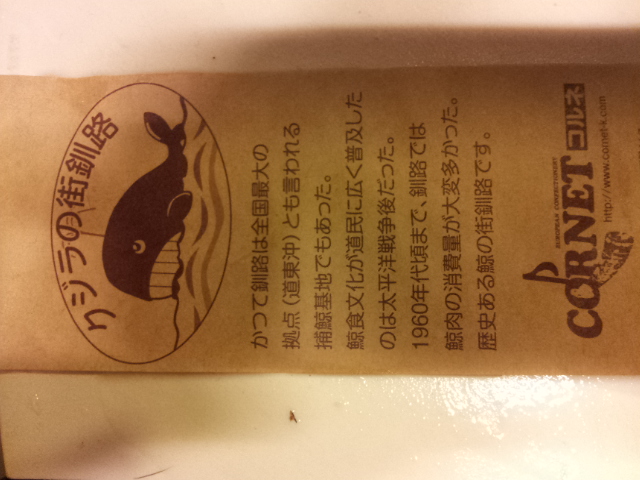 クジラの街釧路
かつて釧路は全国最大の
拠点（道東沖）とも言われる
捕鯨基地でもあった。
鯨食文化が道民に広く普及した
のは太平洋戦争後だった。
1960年代頃まで、釧路では
鯨肉の消費量が大変多かった。
歴史ある鯨の街釧路です。
EUROPEAN CONFECTIONERY
CORNET コルネ
http://www.cornet-k.com